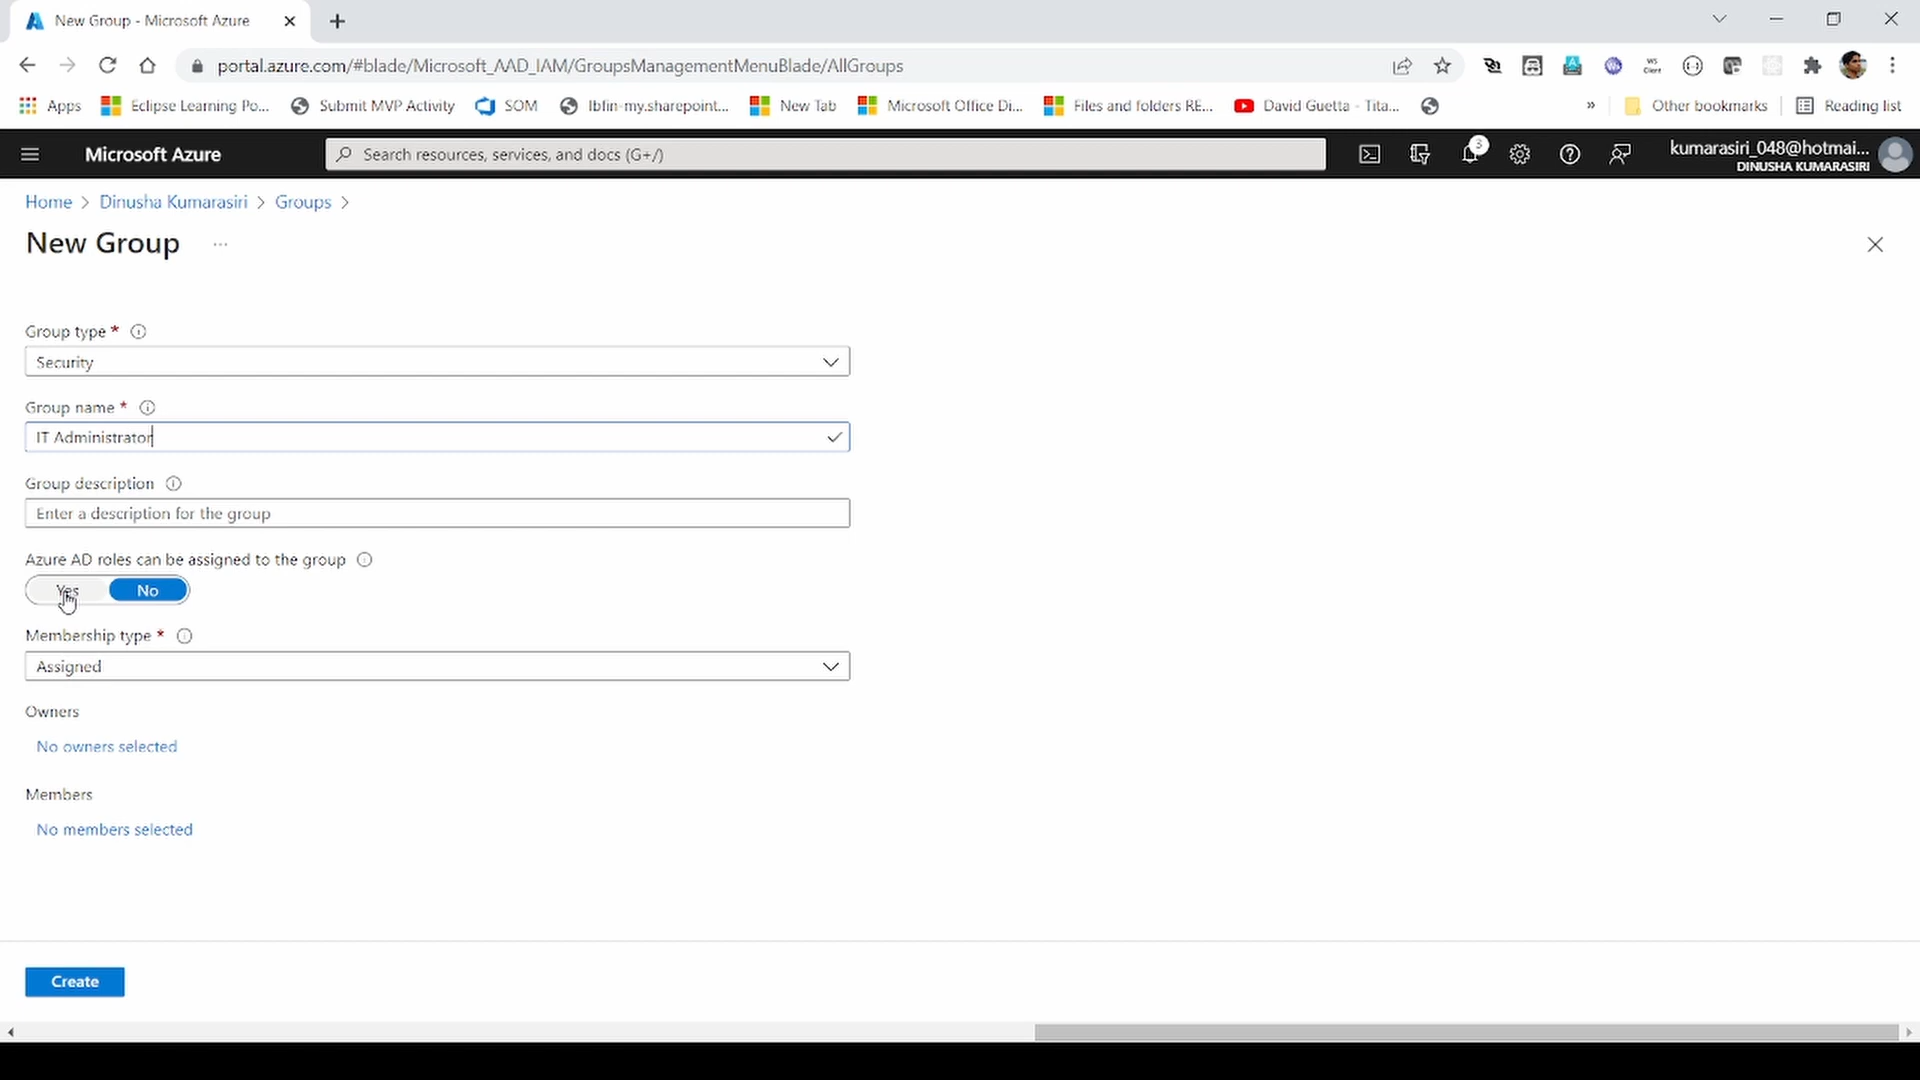 New Group - Microsoft Azure
portal.azure.com/#blade/Microsoft_AAD_IAM/GroupsManagementMenuBlade/AllGroups
WS
Client
Apps
Eclipse Learning Po...
Submit MVP Activity
SOM
lbfin-my.sharepoint...
New Tab
Microsoft Office Di...
Files and folders RE...
David Guetta - Tita...
»
Other bookmarks
Reading list
Microsoft Azure
Search resources, services, and docs (G+/)
3
kumarasiri_048@hotmai...
DINUSHA KUMARASIRI
Home > Dinusha Kumarasiri > Groups >
New Group ...
Group type *
Security
Group name *
IT Administrator
Group description
Enter a description for the group
Azure AD roles can be assigned to the group
Yes No
Membership type *
Assigned
Owners
No owners selected
Members
No members selected
Create